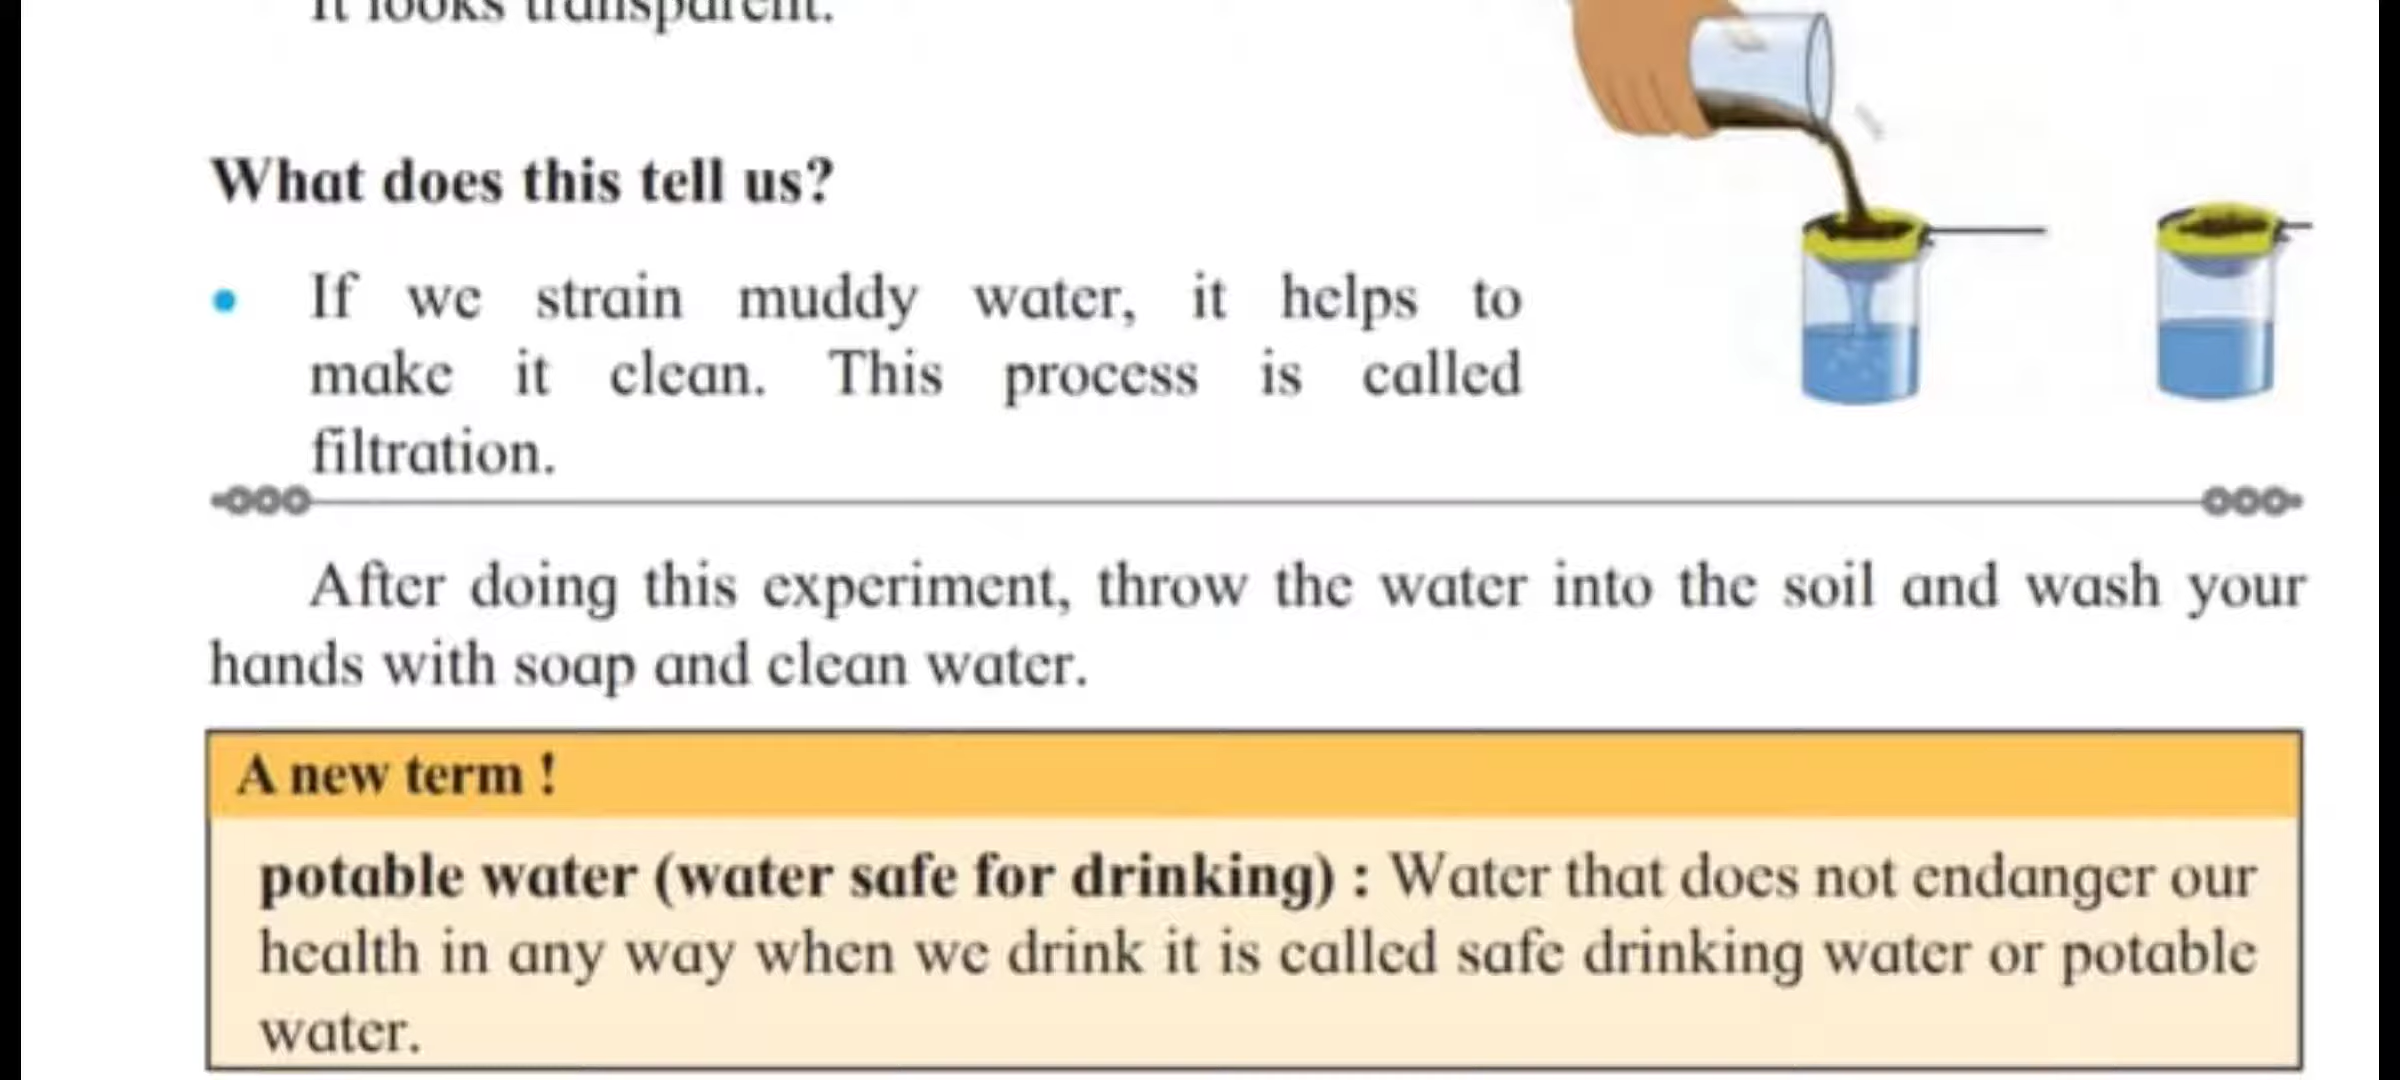 It looks transparent.
What does this tell us?
• If we strain muddy water, it helps to
make it clean. This process is called
filtration.
After doing this experiment, throw the water into the soil and wash your
hands with soap and clean water.
A new term !
potable water (water safe for drinking) : Water that does not endanger our
health in any way when we drink it is called safe drinking water or potable
water.